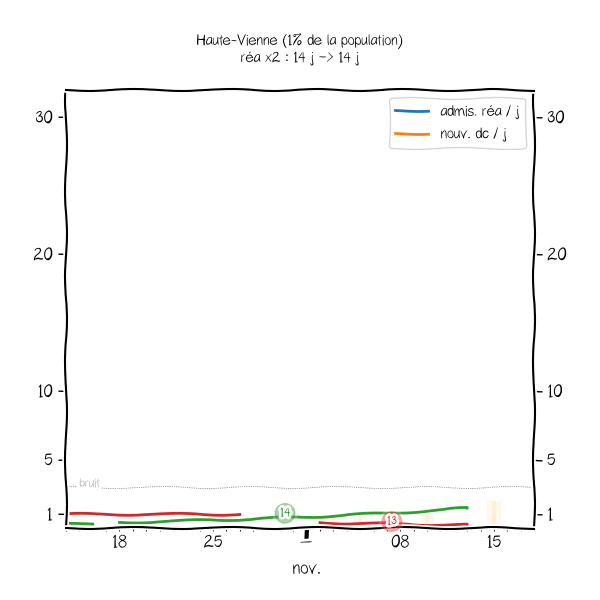 Haute-Vienne (1% de la population)
réa x2 : 14 j -> 14 j
admis. réa / j
nouv. dc / j
30
30
20
20
10
10
5
5
bruit
1
1
14
13
18
25
1
08
15
nov.